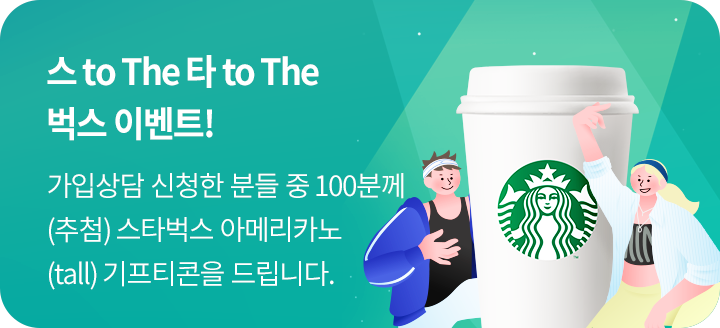 스 to The 타 to The
벅스 이벤트!
가입상담 신청한 분들 중 100분께
(추첨) 스타벅스 아메리카노
(tall) 기프티콘을 드립니다.